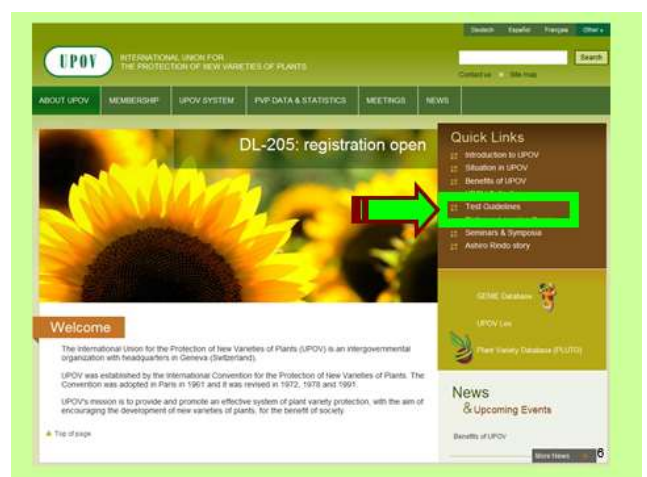 Deutsch Español Français Other
UPOV
INTERNATIONAL UNION FOR
THE PROTECTION OF NEW VARIETIES OF PLANTS
Search
Contact us Site map
ABOUT UPOV MEMBERSHIP UPOV SYSTEM PVP DATA & STATISTICS MEETINGS NEWS
DL-205: registration open
Quick Links
Introduction to UPOV
Situation in UPOV
Benefits of UPOV
Test Guidelines
Seminars & Symposia
Ashiro Rindo story
GENIE Database
UPOV Lex
Plant Variety Database (PLUTO)
Welcome
The International Union for the Protection of New Varieties of Plants (UPOV) is an intergovernmental
organization with headquarters in Geneva (Switzerland).
UPOV was established by the International Convention for the Protection of New Varieties of Plants. The
Convention was adopted in Paris in 1961 and it was revised in 1972, 1978 and 1991.
UPOV's mission is to provide and promote an effective system of plant variety protection, with the aim of
encouraging the development of new varieties of plants, for the benefit of society.
Top of page
News
& Upcoming Events
Benefits of UPOV
More News
6